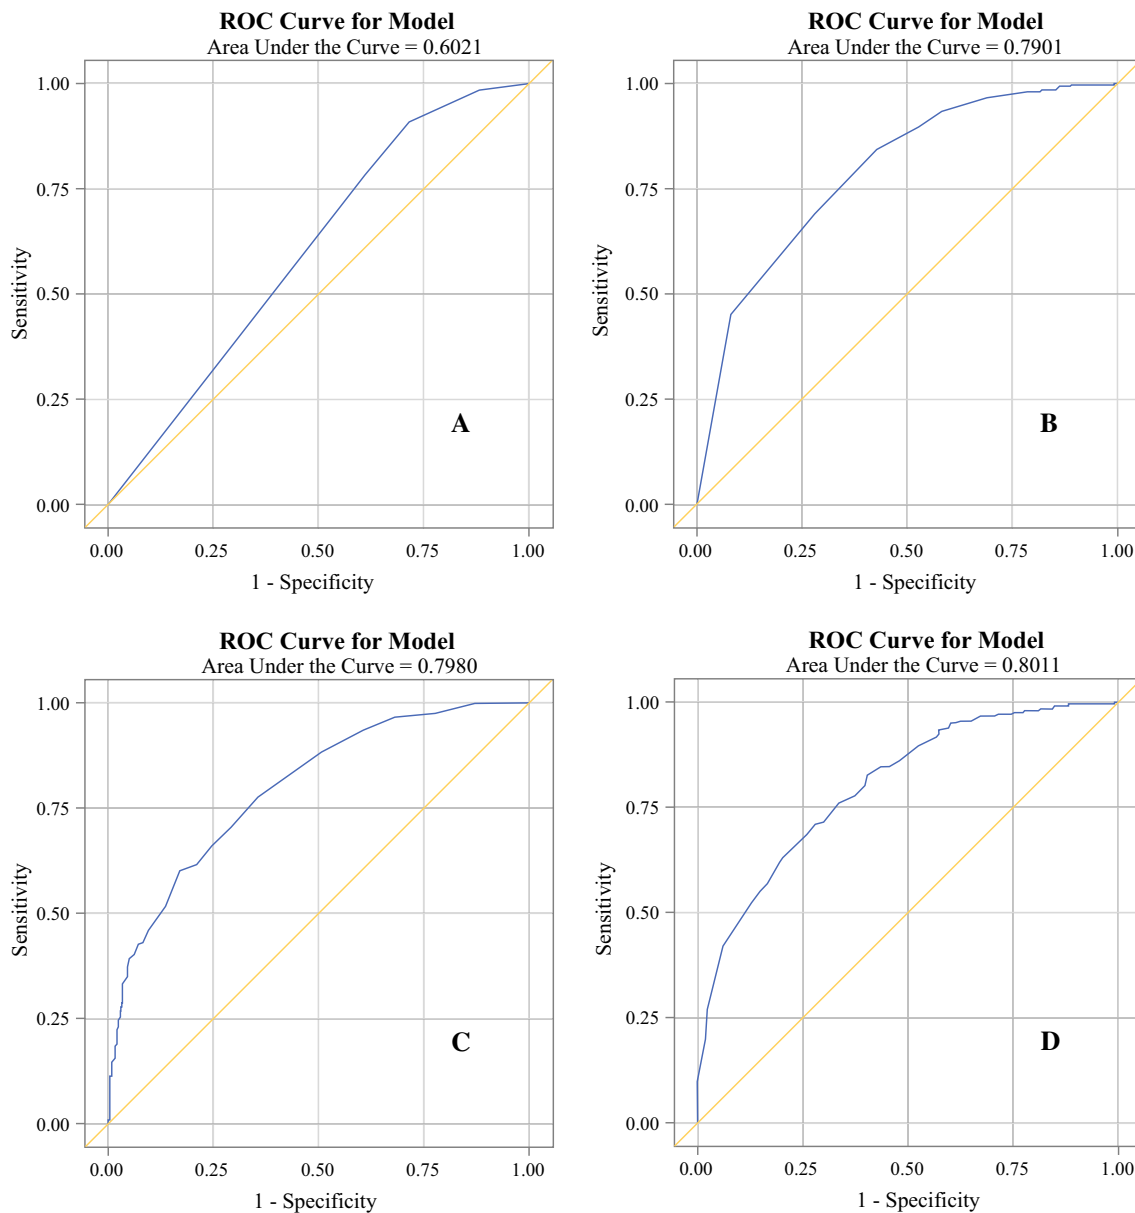 ROC Curve for Model
Area Under the Curve = 0.6021
1.00
0.75
0.50
0.25
0.00
Sensitivity
A
0.00 0.25 0.50 0.75 1.00
1 - Specificity
ROC Curve for Model
Area Under the Curve = 0.7901
1.00
0.75
0.50
0.25
0.00
Sensitivity
B
0.00 0.25 0.50 0.75 1.00
1 - Specificity
ROC Curve for Model
Area Under the Curve = 0.7980
1.00
0.75
0.50
0.25
0.00
Sensitivity
C
0.00 0.25 0.50 0.75 1.00
1 - Specificity
ROC Curve for Model
Area Under the Curve = 0.8011
1.00
0.75
0.50
0.25
0.00
Sensitivity
D
0.00 0.25 0.50 0.75 1.00
1 - Specificity